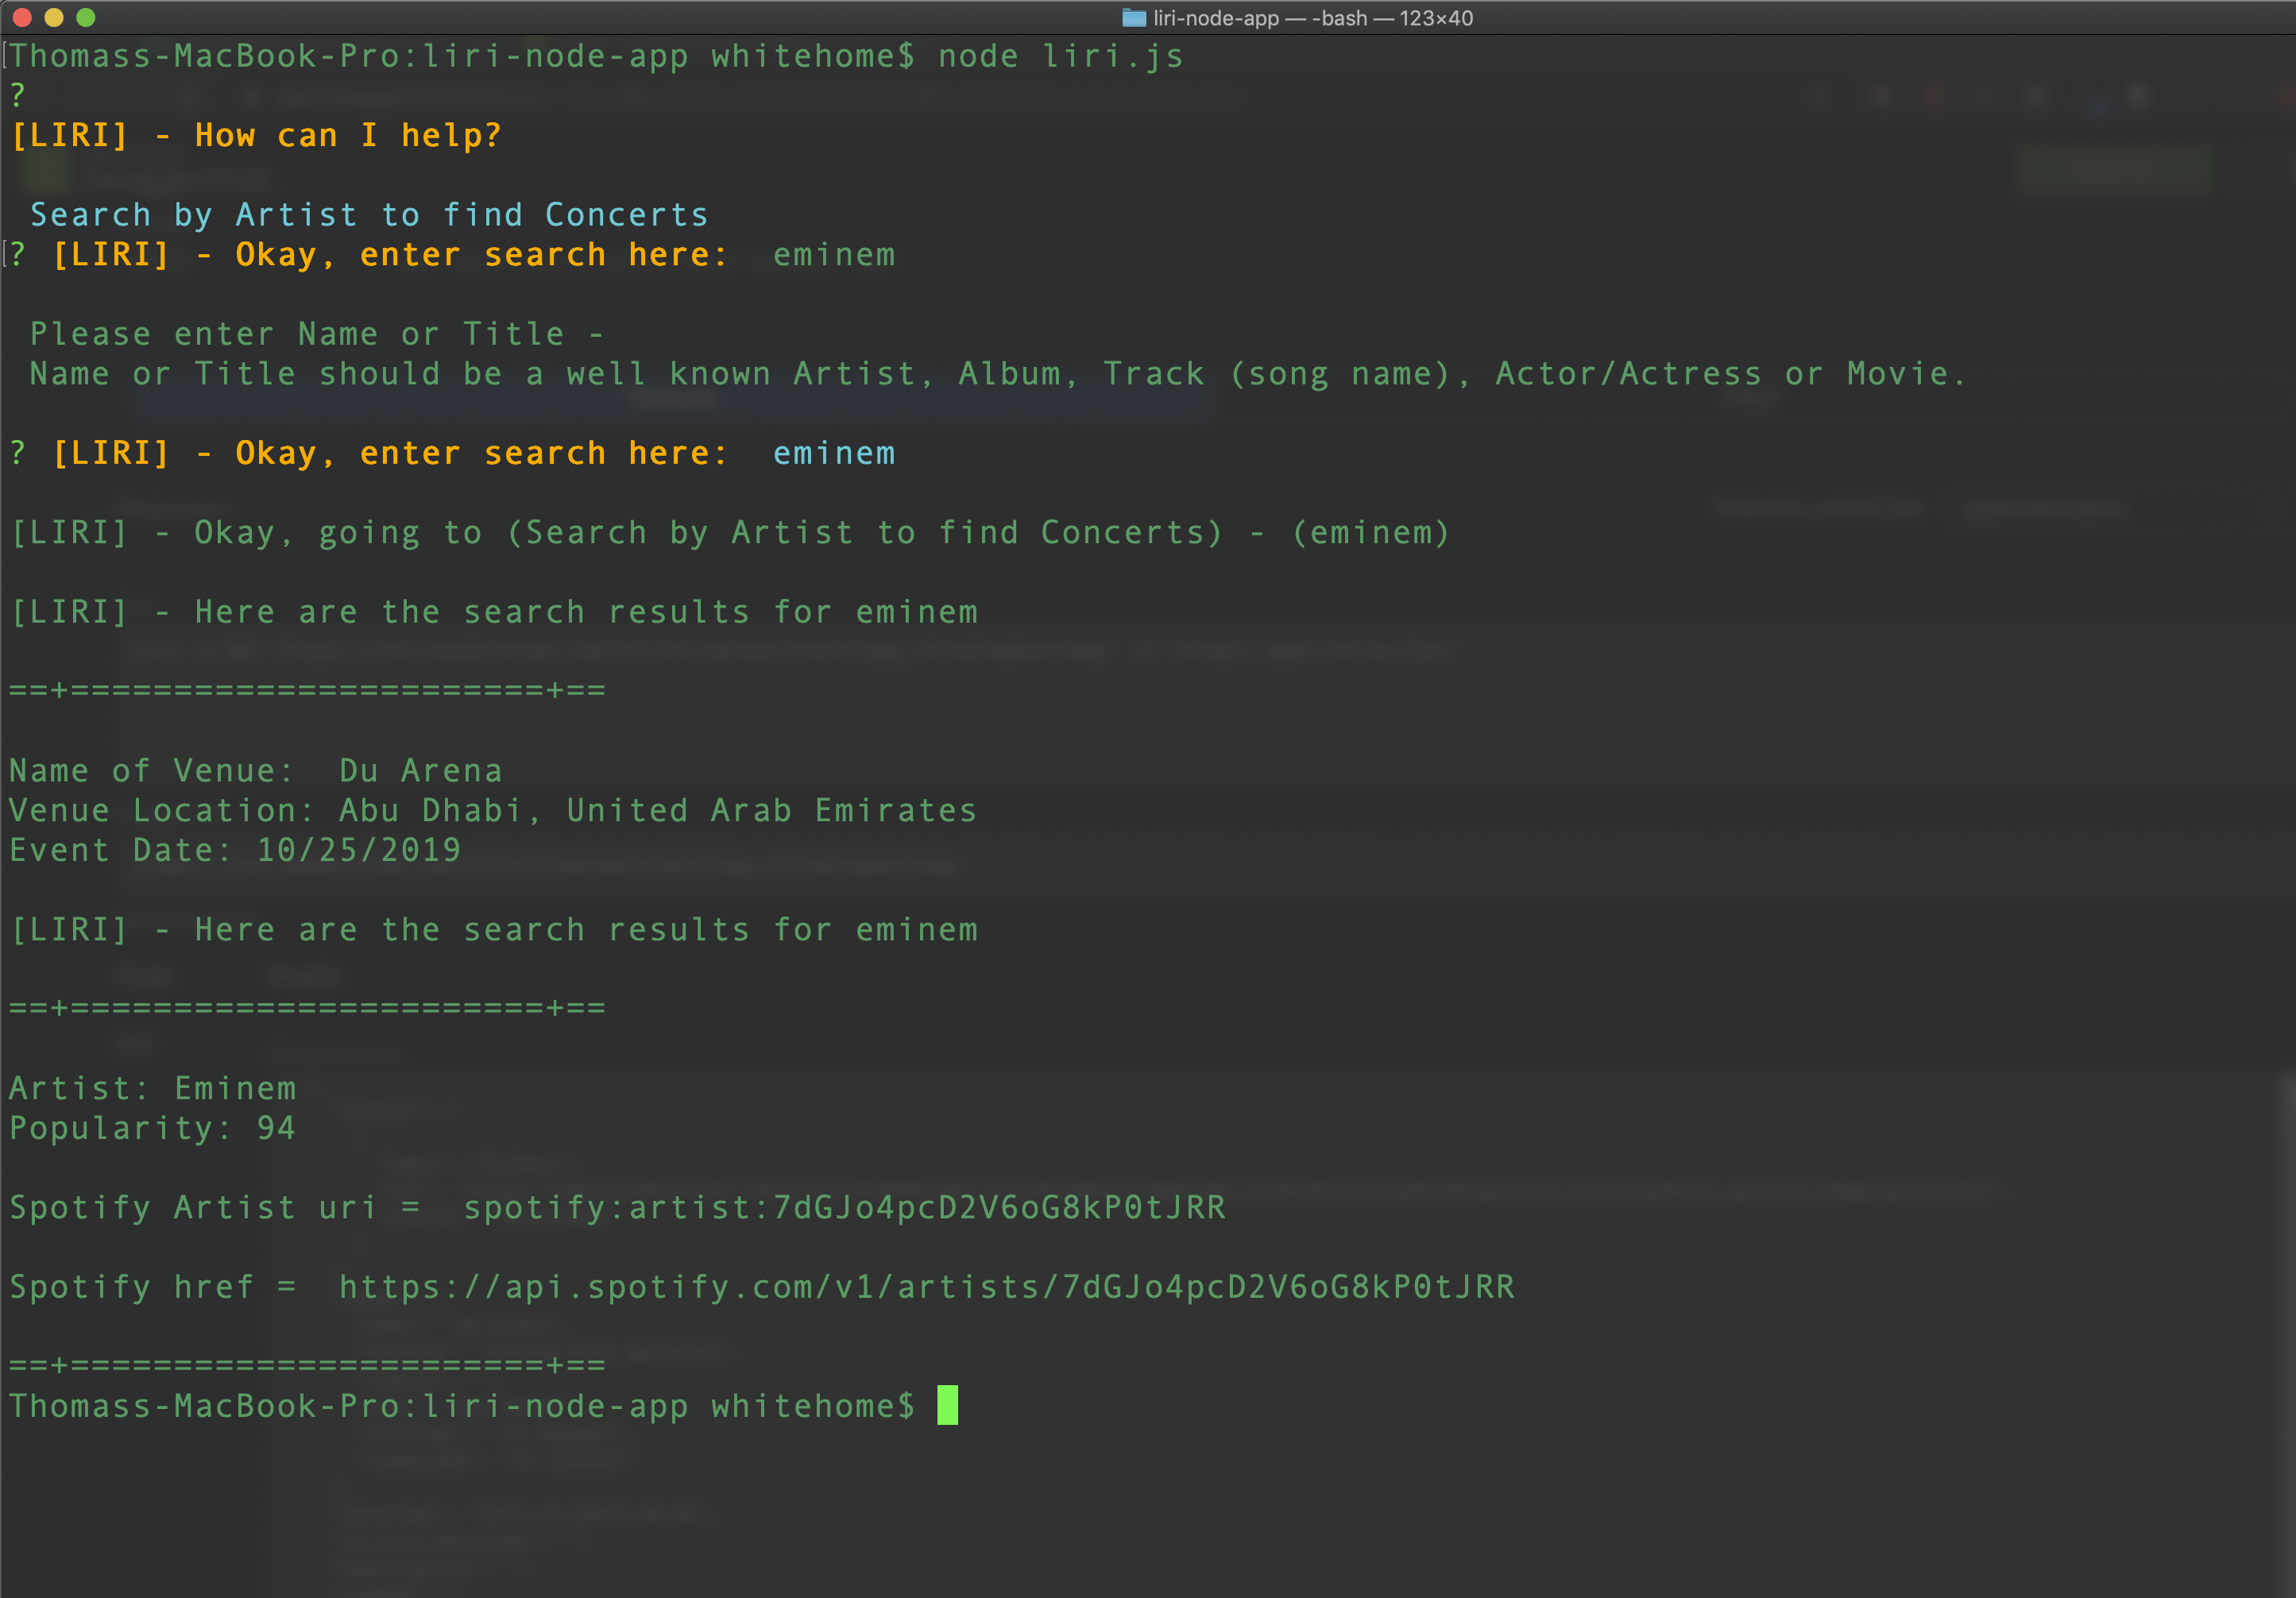 liri-node-app — -bash — 123×40
Thomass-MacBook-Pro:liri-node-app whitehome$ node liri.js
?
[LIRI] - How can I help?
Search by Artist to find Concerts
? [LIRI] - Okay, enter search here:  eminem
Please enter Name or Title -
Name or Title should be a well known Artist, Album, Track (song name), Actor/Actress or Movie.
? [LIRI] - Okay, enter search here:  eminem
[LIRI] - Okay, going to (Search by Artist to find Concerts) - (eminem)
[LIRI] - Here are the search results for eminem
==+=======================+==
Name of Venue:  Du Arena
Venue Location: Abu Dhabi, United Arab Emirates
Event Date: 10/25/2019
[LIRI] - Here are the search results for eminem
==+=======================+==
Artist: Eminem
Popularity: 94
Spotify Artist uri =  spotify:artist:7dGJo4pcD2V6oG8kP0tJRR
Spotify href =  https://api.spotify.com/v1/artists/7dGJo4pcD2V6oG8kP0tJRR
==+=======================+==
Thomass-MacBook-Pro:liri-node-app whitehome$